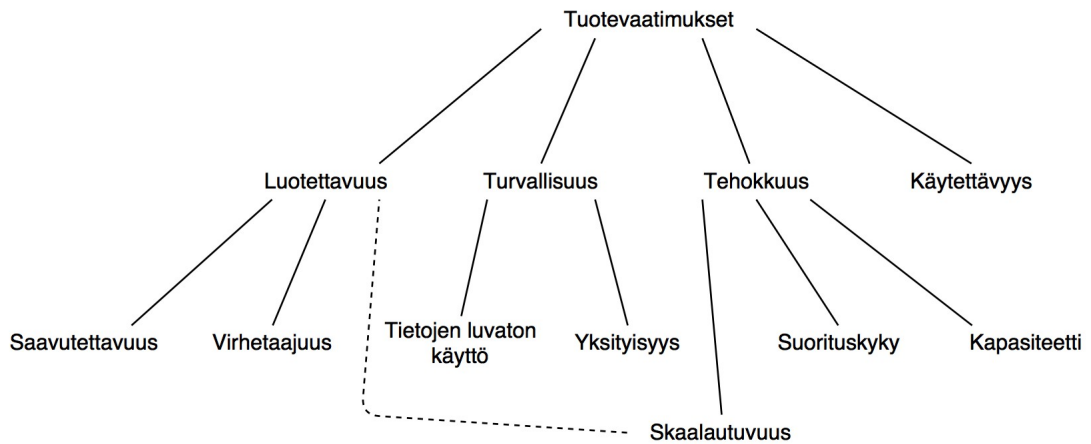 Tuotevaatimukset
Luotettavuus
Turvallisuus
Tehokkuus
Käytettävyys
Saavutettavuus
Virhetaajuus
Tietojen luvaton
käyttö
Yksityisyys
Suorituskyky
Kapasiteetti
Skaalautuvuus